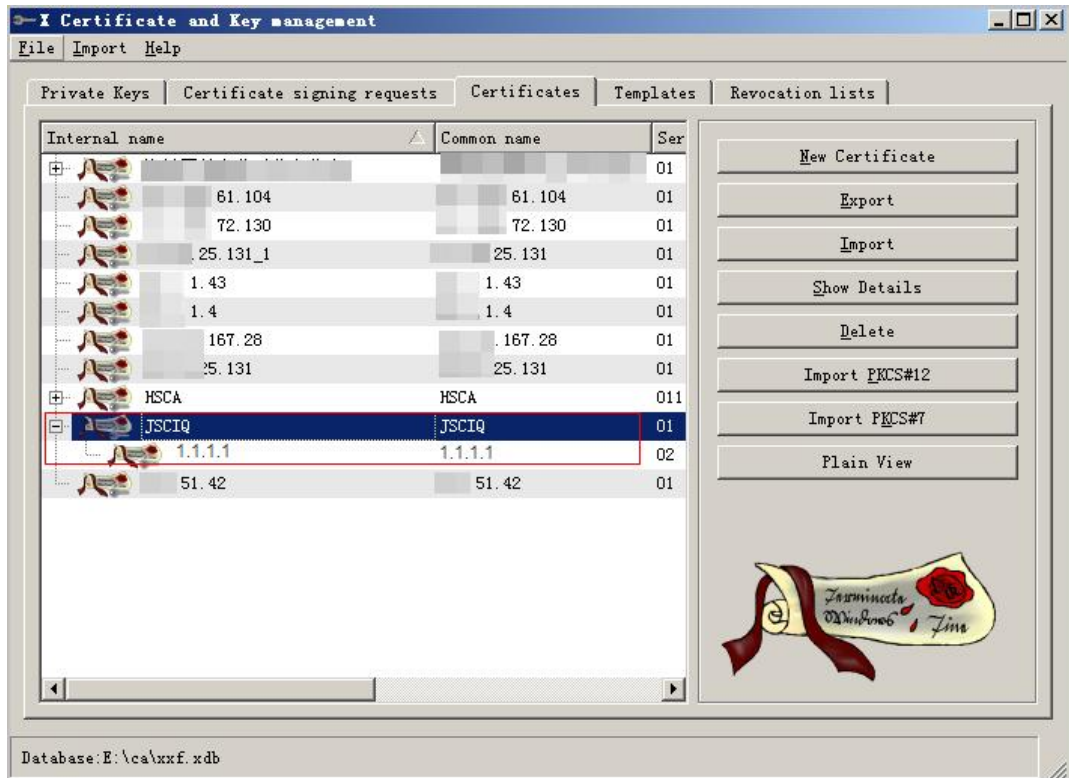 X Certificate and Key management
File Import Help
Private Keys Certificate signing requests Certificates Templates Revocation lists
Internal name Common name Ser
01
61.104 61.104 01
72.130 72.130 01
.25.131_1 25.131 01
1.43 1.43 01
1.4 .1.4 01
167.28 .167.28 01
25.131 25.131 01
HSCA HSCA 011
JSCIQ JSCIQ 01
1.1.1.1 1.1.1.1 02
51.42 51.42 01
New Certificate
Export
Import
Show Details
Delete
Import PKCS#12
Import PKCS#7
Plain View
Terminate
Windows Fine
Database:E:\ca\xxf.xdb